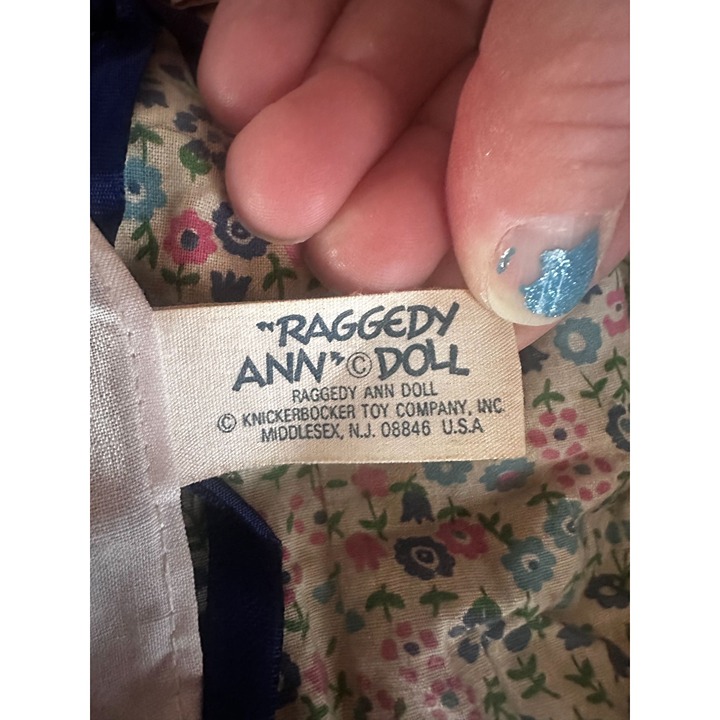 "RAGGEDY
ANN"© DOLL
RAGGEDY ANN DOLL
© KNICKERBOCKER TOY COMPANY, INC.
MIDDLESEX, N.J. 08846 U.S.A